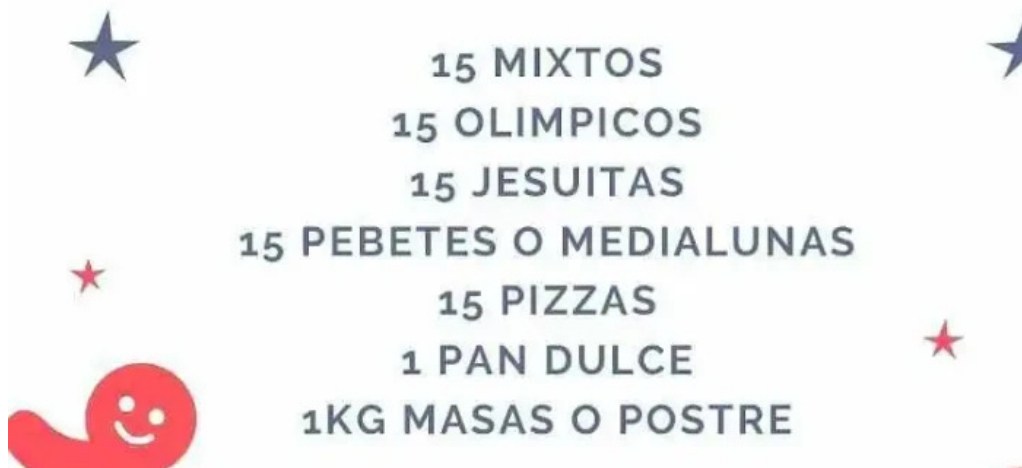 15 MIXTOS
15 OLIMPICOS
15 JESUITAS
15 PEBETES O MEDIALUNAS
15 PIZZAS
1 PAN DULCE
1KG MASAS O POSTRE